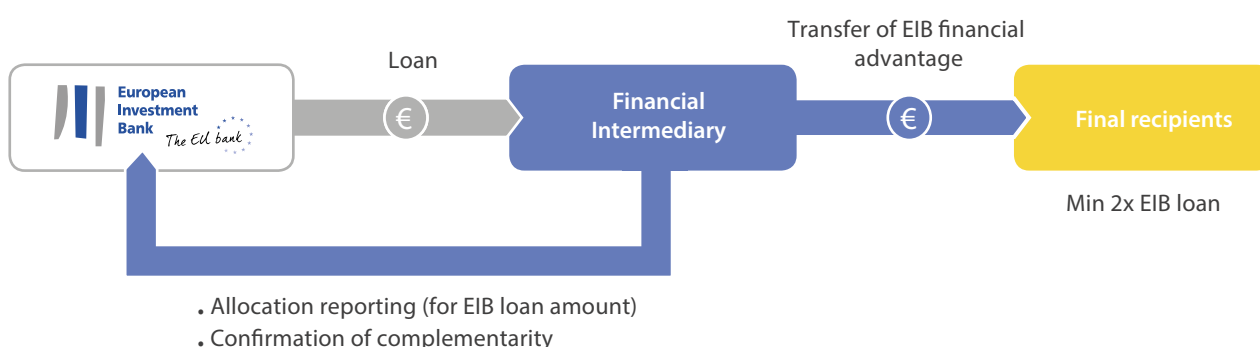 Transfer of EIB financial
advantage
Loan
European
Investment
Bank
The EU bank
€
Financial
Intermediary
€
Final recipients
Min 2x EIB loan
. Allocation reporting (for EIB loan amount)
. Confirmation of complementarity